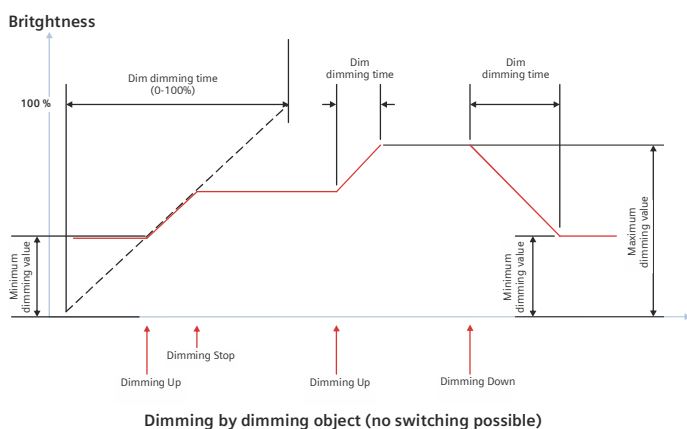 Britghtness
Dim dimming time
(0-100%)
Dim
dimming time
Dim
dimming time
100 %
Minimum
dimming value
Minimum
dimming value
Maximum
dimming value
Dimming Stop
Dimming Up
Dimming Up
Dimming Down
Dimming by dimming object (no switching possible)